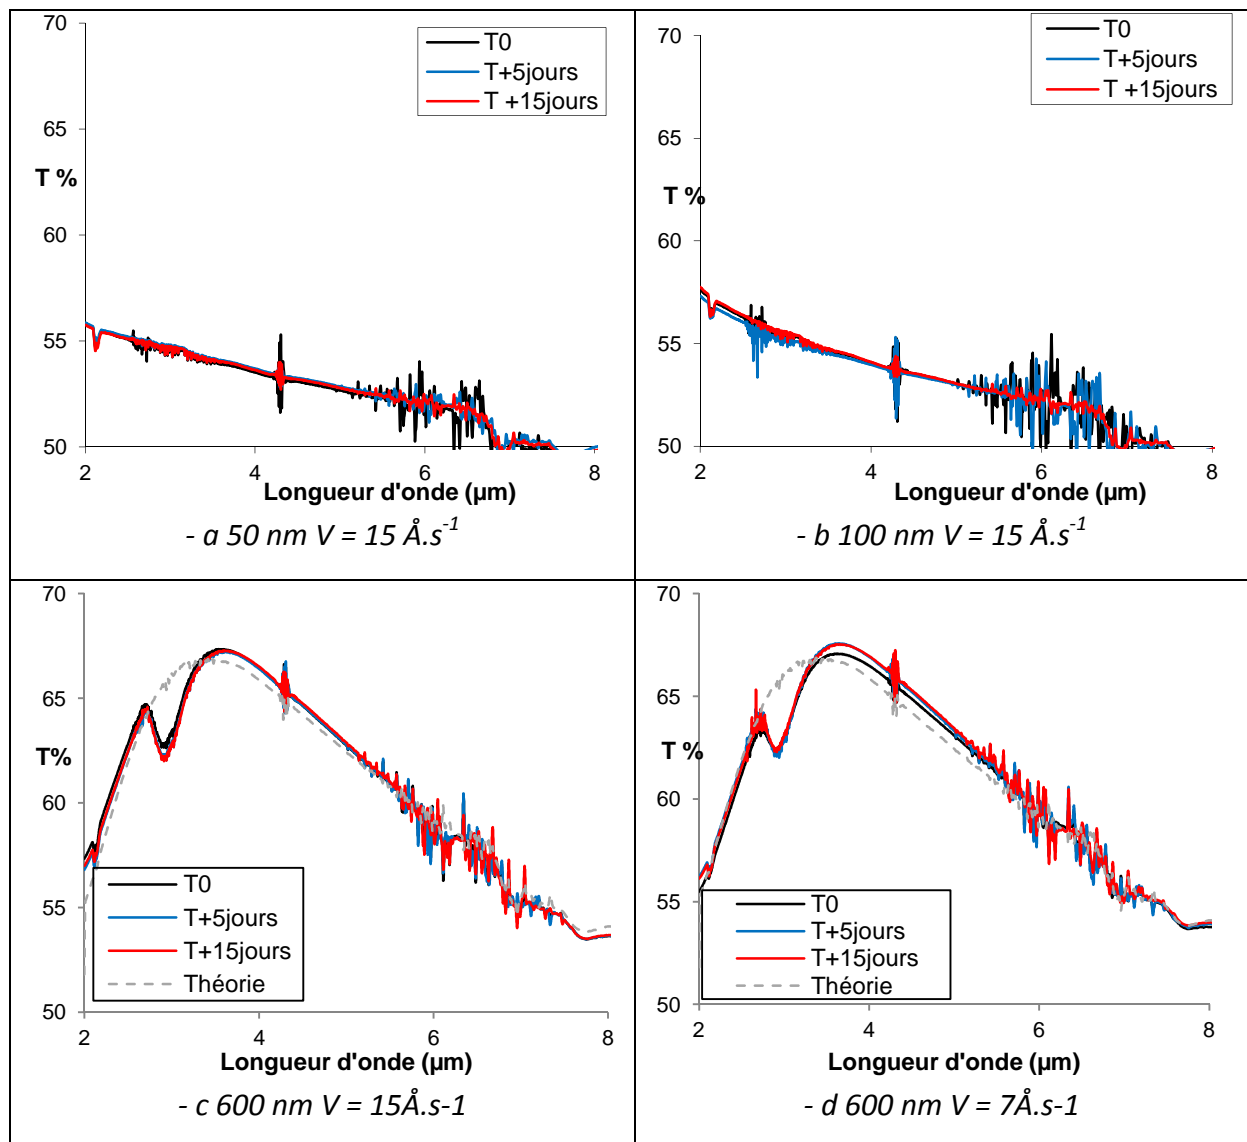 70
65
T %
60
55
50
2
4
6
8
T0
T+5jours
T +15jours
Longueur d'onde (µm)
- a 50 nm V = 15 Å.s-1
70
65
T %
60
55
50
2
4
6
8
T0
T+5jours
T +15jours
Longueur d'onde (µm)
- b 100 nm V = 15 Å.s-1
70
65
T%
60
55
50
2
4
6
8
T0
T+5jours
T+15jours
Théorie
Longueur d'onde (µm)
- c 600 nm V = 15Å.s-1
70
65
T %
60
55
50
2
4
6
8
T0
T+5jours
T+15jours
Théorie
Longueur d'onde (µm)
- d 600 nm V = 7Å.s-1